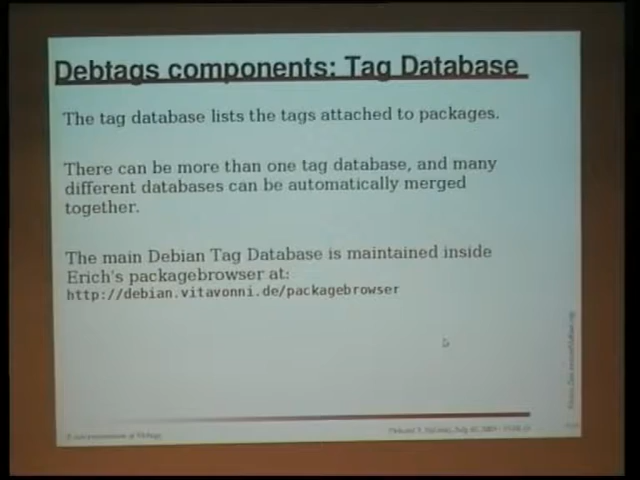 Debtags components: Tag Database
The tag database lists the tags attached to packages.
There can be more than one tag database, and many
different databases can be automatically merged
together.
The main Debian Tag Database is maintained inside
Erich's packagebrowser at:
http://debian.vitavonni.de/packagebrowser